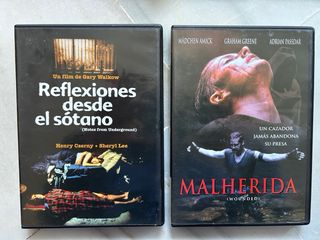 Un film de Gary Walkow
Reflexiones
desde
el sótano
(Notes from Underground)
Henry Czerny • Sheryl Lee
MÄDCHEN AMICK
GRAHAM GREENE
ADRIAN PASDAR
UN CAZADOR
JAMÁS ABANDONA
SU PRESA
MALHERIDA
(WOUNDED)